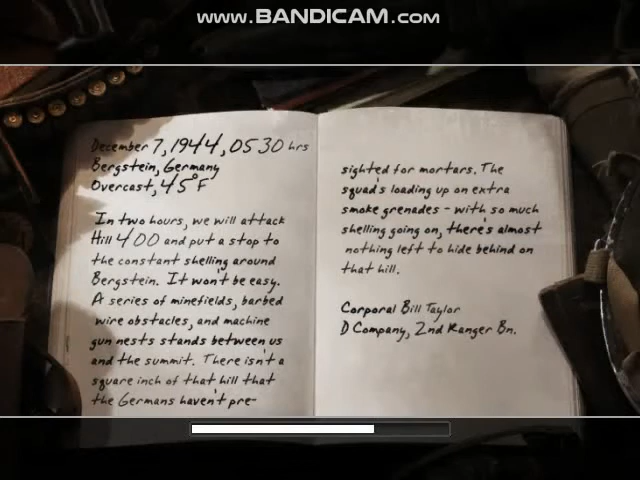 www.BANDICAM.com
December 7, 1944, 0530 hrs
Bergstein, Germany
Overcast, 45°F
In two hours, we will attack
Hill 400 and put a stop to
the constant shelling around
Bergstein. It won't be easy.
A series of minefields, barbed
wire obstacles, and machine
gun nests stands between us
and the summit. There isn't a
square inch of that hill that
the Germans haven't pre-
sighted for mortars. The
squad's loading up on extra
smoke grenades - with so much
shelling going on, there's almost
nothing left to hide behind on
that hill.
Corporal Bill Taylor
D Company, 2nd Ranger Bn.